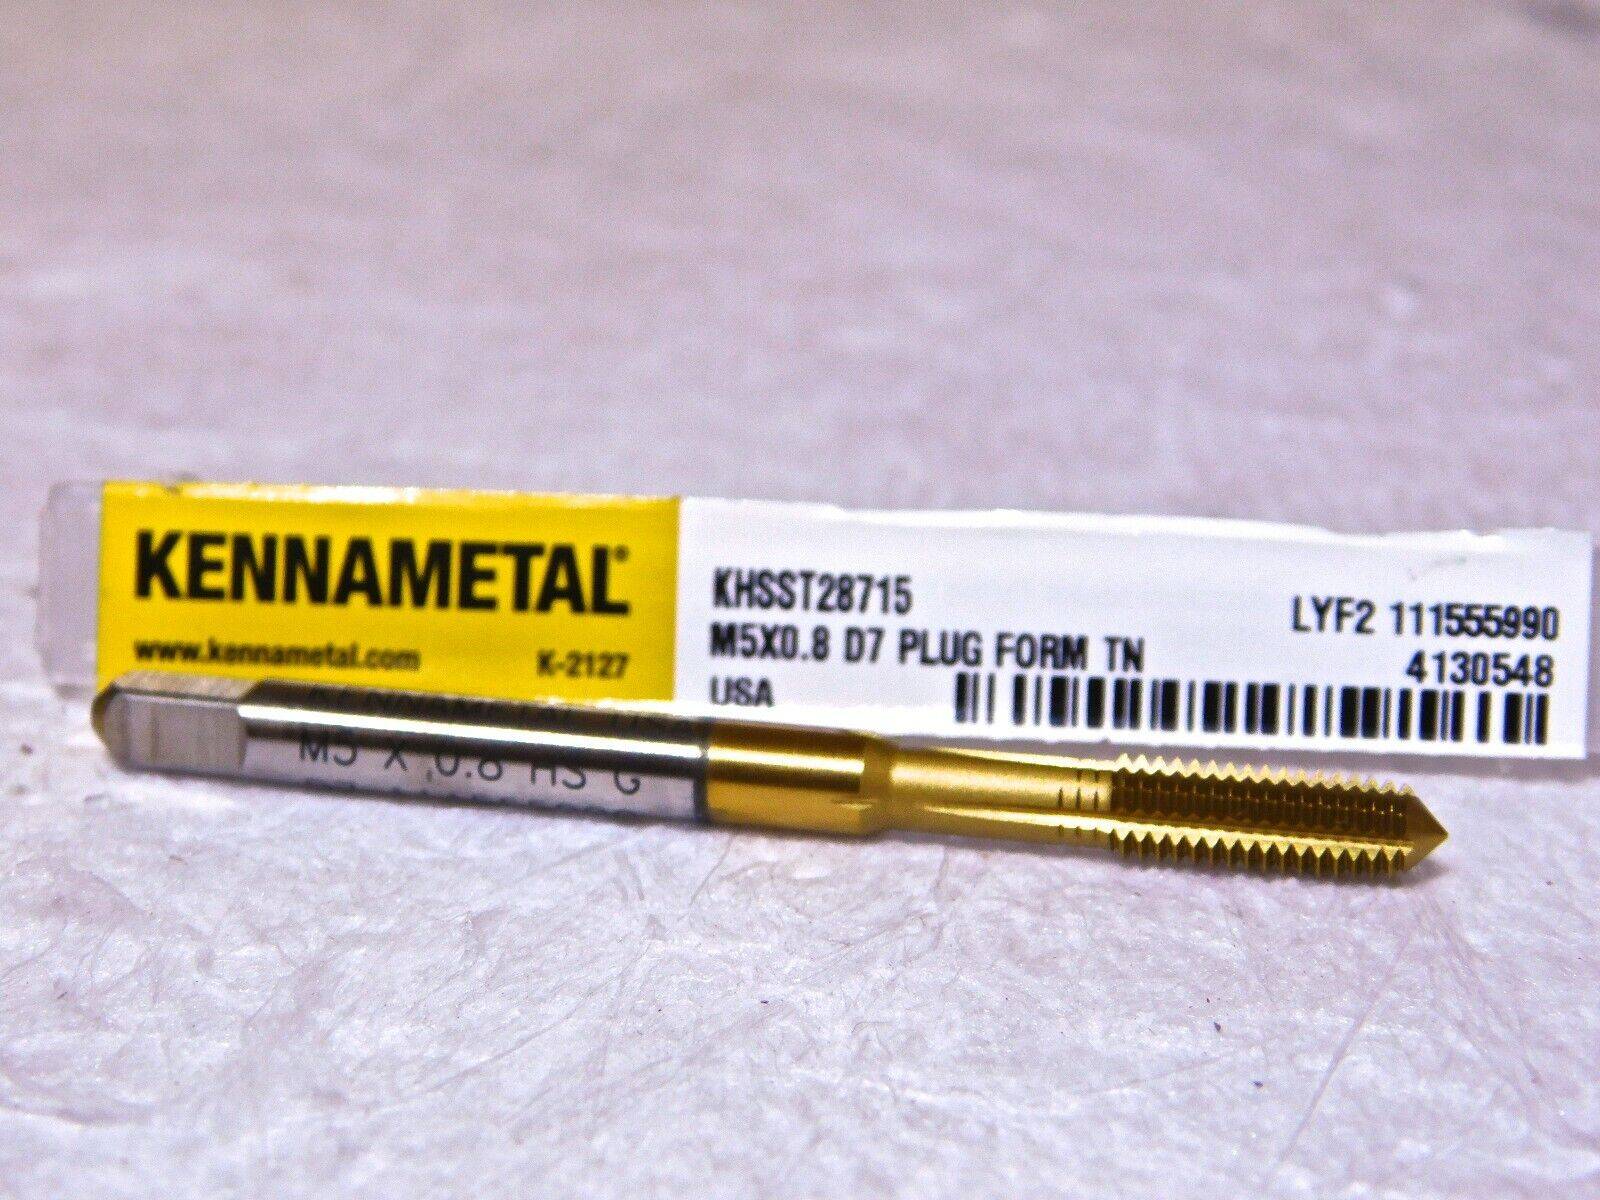 KENNAMETAL®
www.kennametal.com K-2127
KHSST28715 LYF2 111555990
M5X0.8 D7 PLUG FORM TN 4130548
USA
KENNAMETAL
M5 X 0.8 HS G